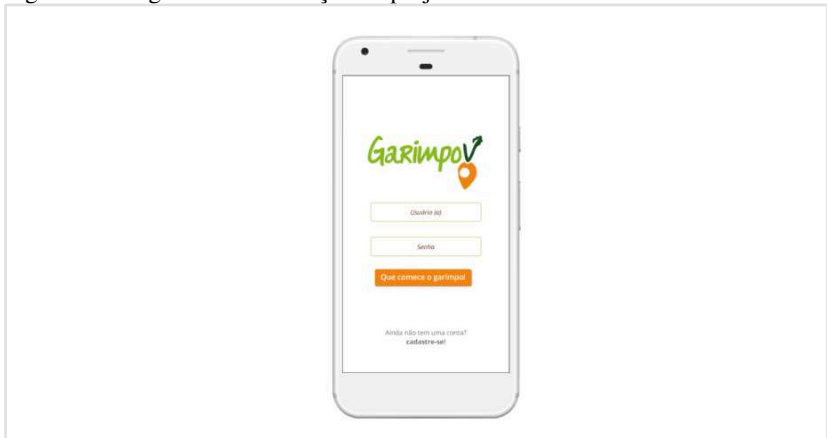 GaRimpoV
Usuário (a)
Senha
Que comece o garimpo!
Ainda não tem uma conta?
cadastre-se!